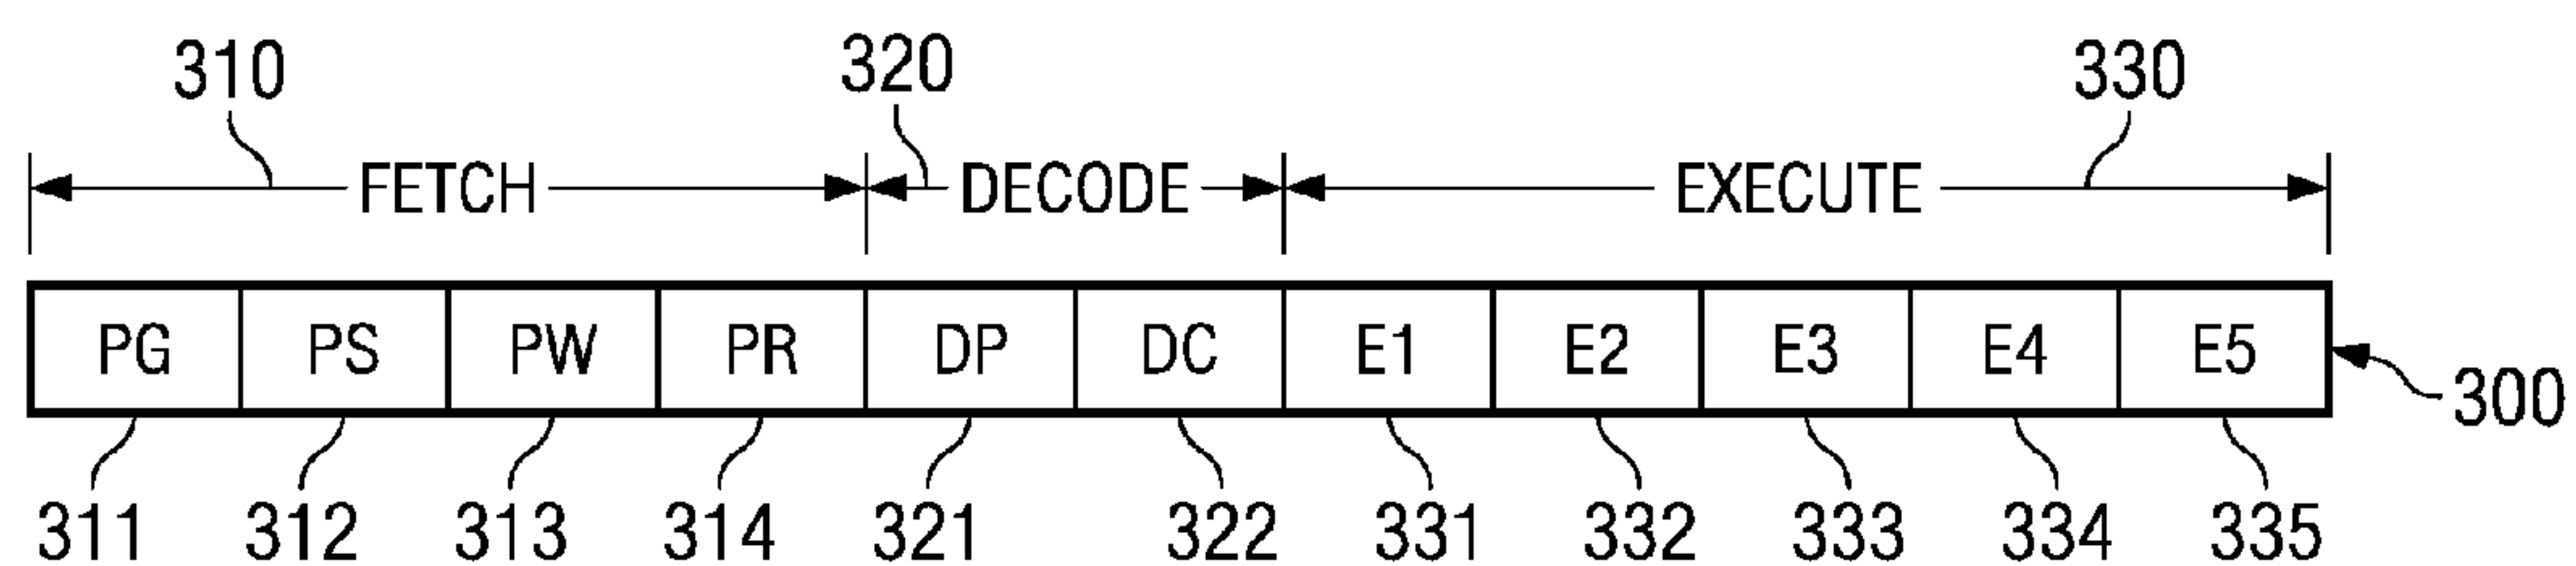 310 320 330
FETCH DECODE EXECUTE
PG PS PW PR DP DC E1 E2 E3 E4 E5
300
311 312 313 314 321 322 331 332 333 334 335